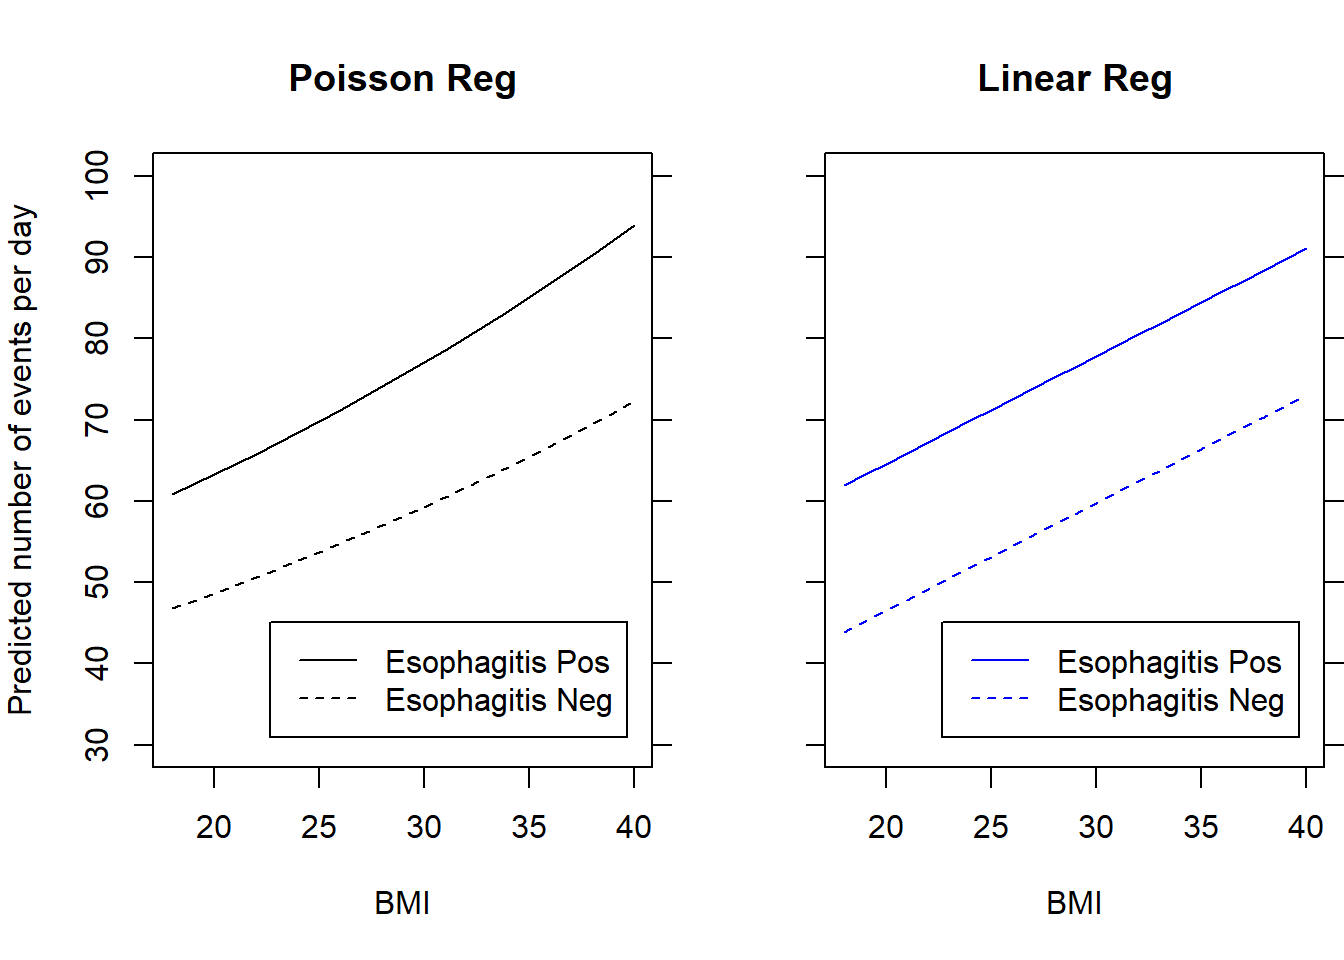 Poisson Reg
Predicted number of events per day
100
90
80
70
60
50
40
30
Esophagitis Pos
Esophagitis Neg
20 25 30 35 40
BMI
Linear Reg
Esophagitis Pos
Esophagitis Neg
20 25 30 35 40
BMI